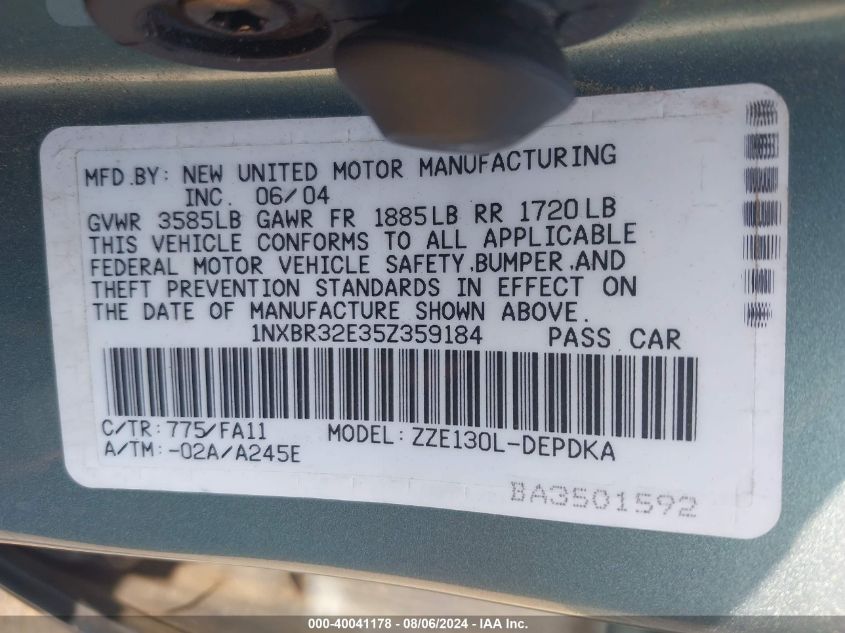 MFD.BY: NEW UNITED MOTOR MANUFACTURING
INC. 06/04
GVWR 3585LB GAWR FR 1885LB RR 1720LB
THIS VEHICLE CONFORMS TO ALL APPLICABLE
FEDERAL MOTOR VEHICLE SAFETY,BUMPER,AND
THEFT PREVENTION STANDARDS IN EFFECT ON
THE DATE OF MANUFACTURE SHOWN ABOVE.
1NXBR32E35Z359184 PASS CAR
C/TR: 775/FA11 MODEL: ZZE130L-DEPDKA
A/TM: -02A/A245E
BA3501592
000-40041178 - 08/06/2024 - IAA Inc.